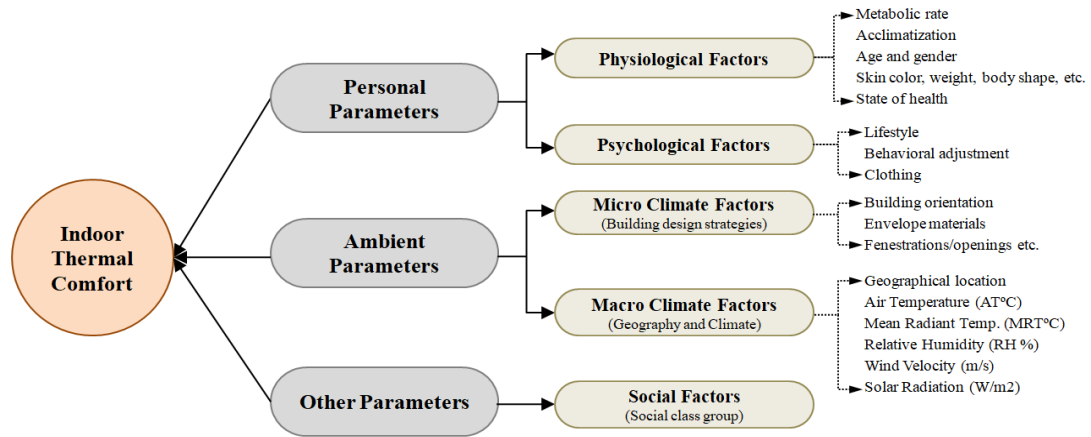 Indoor
Thermal
Comfort
Personal
Parameters
Physiological Factors
Metabolic rate
Acclimatization
Age and gender
Skin color, weight, body shape, etc.
State of health
Psychological Factors
Lifestyle
Behavioral adjustment
Clothing
Ambient
Parameters
Micro Climate Factors
(Building design strategies)
Building orientation
Envelope materials
Fenestrations/openings etc.
Macro Climate Factors
(Geography and Climate)
Geographical location
Air Temperature (ATºC)
Mean Radiant Temp. (MRTºC)
Relative Humidity (RH %)
Wind Velocity (m/s)
Solar Radiation (W/m2)
Other Parameters
Social Factors
(Social class group)